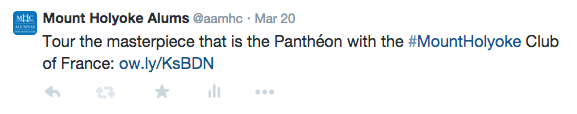 Mount Holyoke Alums @aamhc · Mar 20
Tour the masterpiece that is the Panthéon with the #MountHolyoke Club
of France: ow.ly/KsBDN